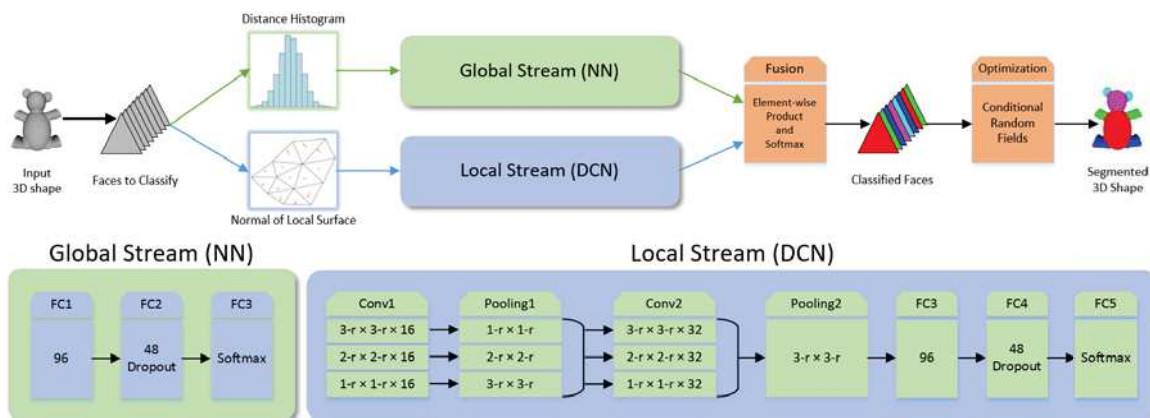 Distance Histogram
Input
3D shape
Faces to Classify
Normal of Local Surface
Global Stream (NN)
Local Stream (DCN)
Fusion
Element-wise
Product
and
Softmax
Classified Faces
Optimization
Conditional
Random
Fields
Segmented
3D Shape
Global Stream (NN)
FC1
96
FC2
48
Dropout
FC3
Softmax
Local Stream (DCN)
Conv1
3-r × 3-r × 16
2-r × 2-r × 16
1-r × 1-r × 16
Pooling1
1-r × 1-r
2-r × 2-r
3-r × 3-r
Conv2
3-r × 3-r × 32
2-r × 2-r × 32
1-r × 1-r × 32
Pooling2
3-r × 3-r
FC3
96
FC4
48
Dropout
FC5
Softmax